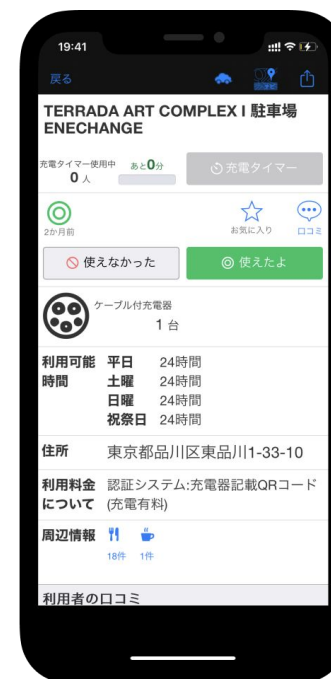 19:41
戻る
TERRADA ART COMPLEX I 駐車場
ENECHANGE
充電タイマー使用中 あと0分
0 人
充電タイマー
2か月前
お気に入り
口コミ
使えなかった
使えたよ
ケーブル付充電器
1 台
利用可能時間 平日 24時間
土曜 24時間
日曜 24時間
祝祭日 24時間
住所 東京都品川区東品川1-33-10
利用料金について 認証システム:充電器記載QRコード
(充電有料)
周辺情報
18件 1件
利用者の口コミ